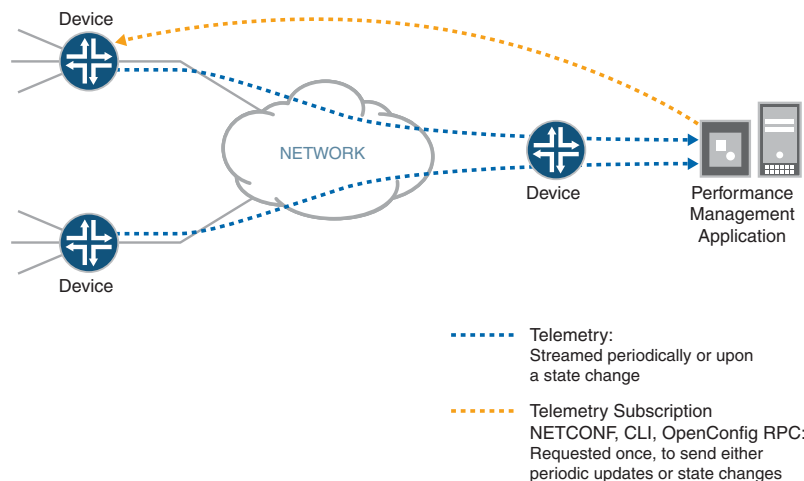 Device
NETWORK
Device
Performance
Management
Application
Device
Telemetry:
Streamed periodically or upon
a state change
Telemetry Subscription
NETCONF, CLI, OpenConfig RPC:
Requested once, to send either
periodic updates or state changes